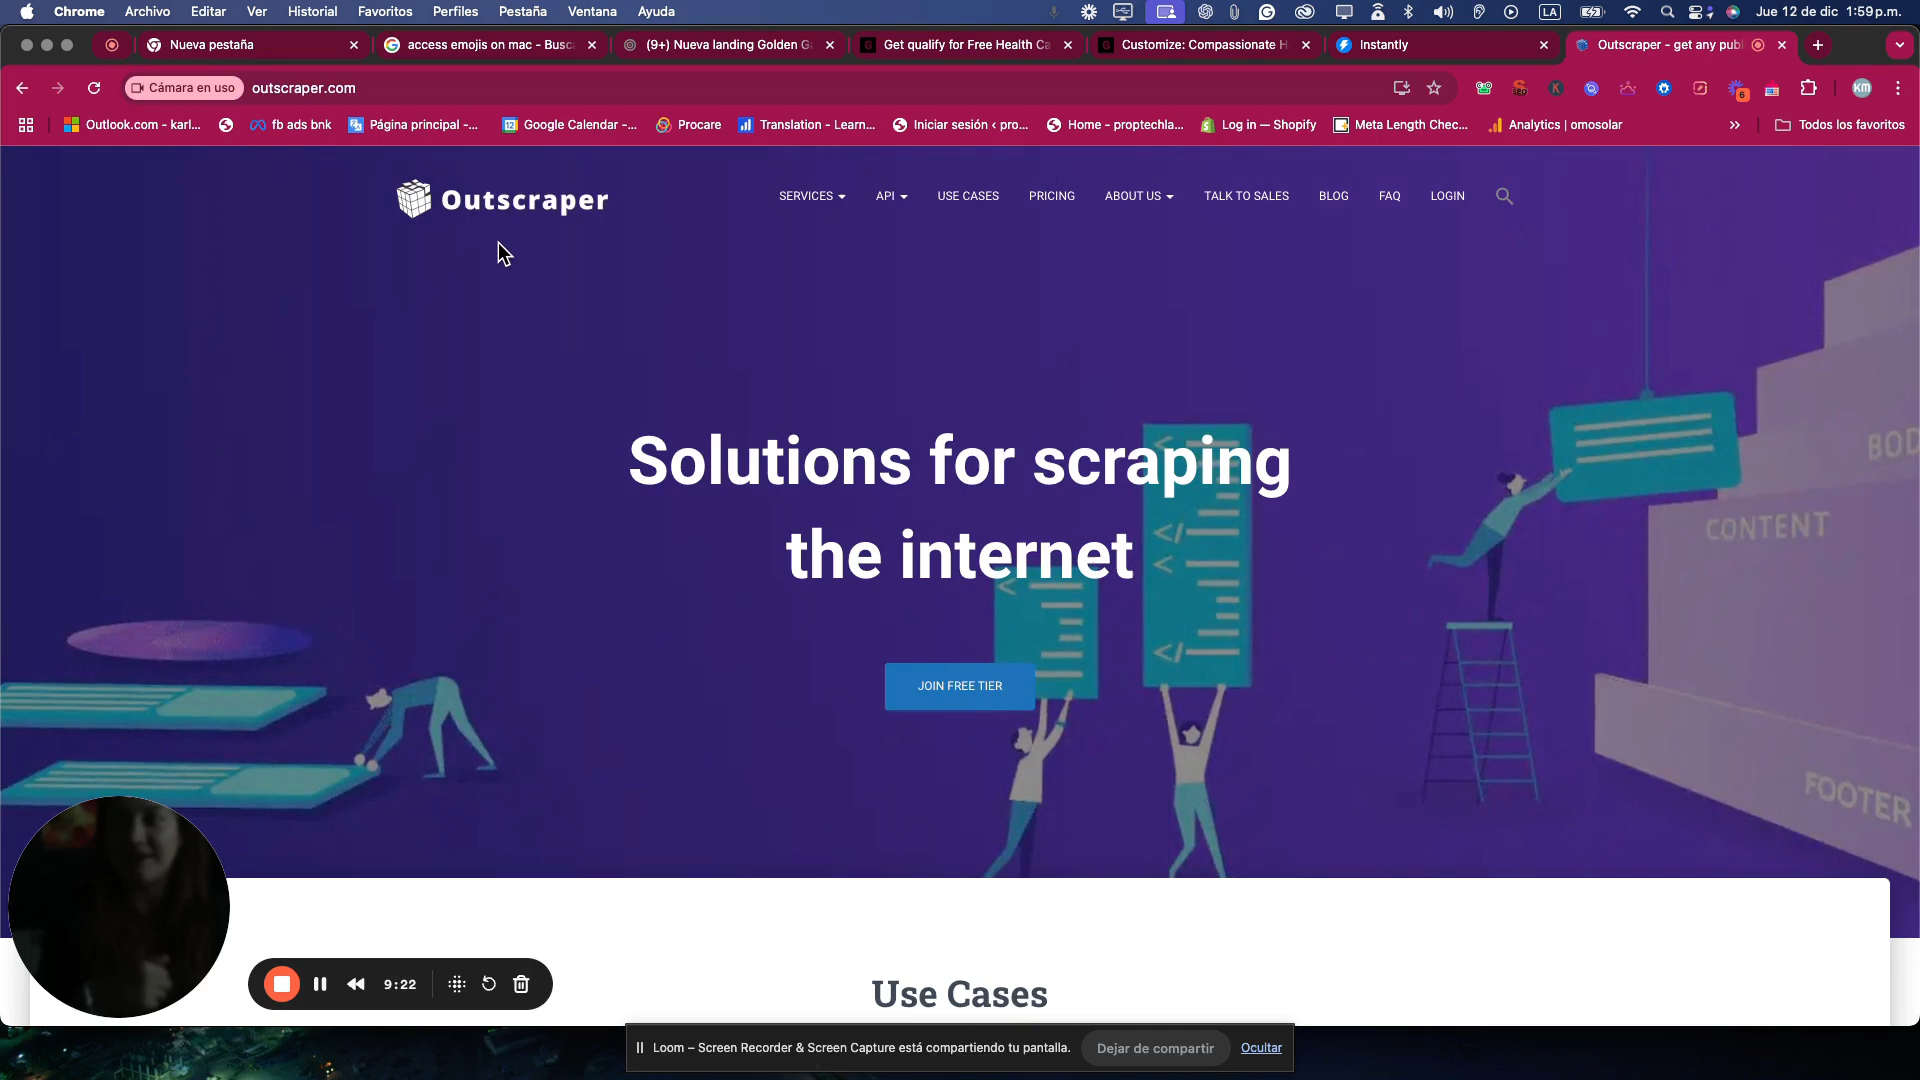 Chrome Archivo Editar Ver Historial Favoritos Perfiles Pestaña Ventana Ayuda LA Jue 12 de dic 1:59 p.m.
Nueva pestaña access emojis on mac - Busc (9+) Nueva landing Golden G Get qualify for Free Health Ca Customize: Compassionate H Instantly Outscraper - get any publ
Cámara en uso outscraper.com SEO K 6 KM
Outlook.com - karl... fb ads bnk Página principal -... 12 Google Calendar -... Procare Translation - Learn... Iniciar sesión ‹ pro... Home - proptechla... Log in — Shopify Meta Length Chec... Analytics | omosolar » Todos los favoritos
Outscraper SERVICES API USE CASES PRICING ABOUT US TALK TO SALES BLOG FAQ LOGIN
Solutions for scraping
the internet
BOD
CONTENT
JOIN FREE TIER
FOOTER
9:22
Use Cases
Loom – Screen Recorder & Screen Capture está compartiendo tu pantalla. Dejar de compartir Ocultar